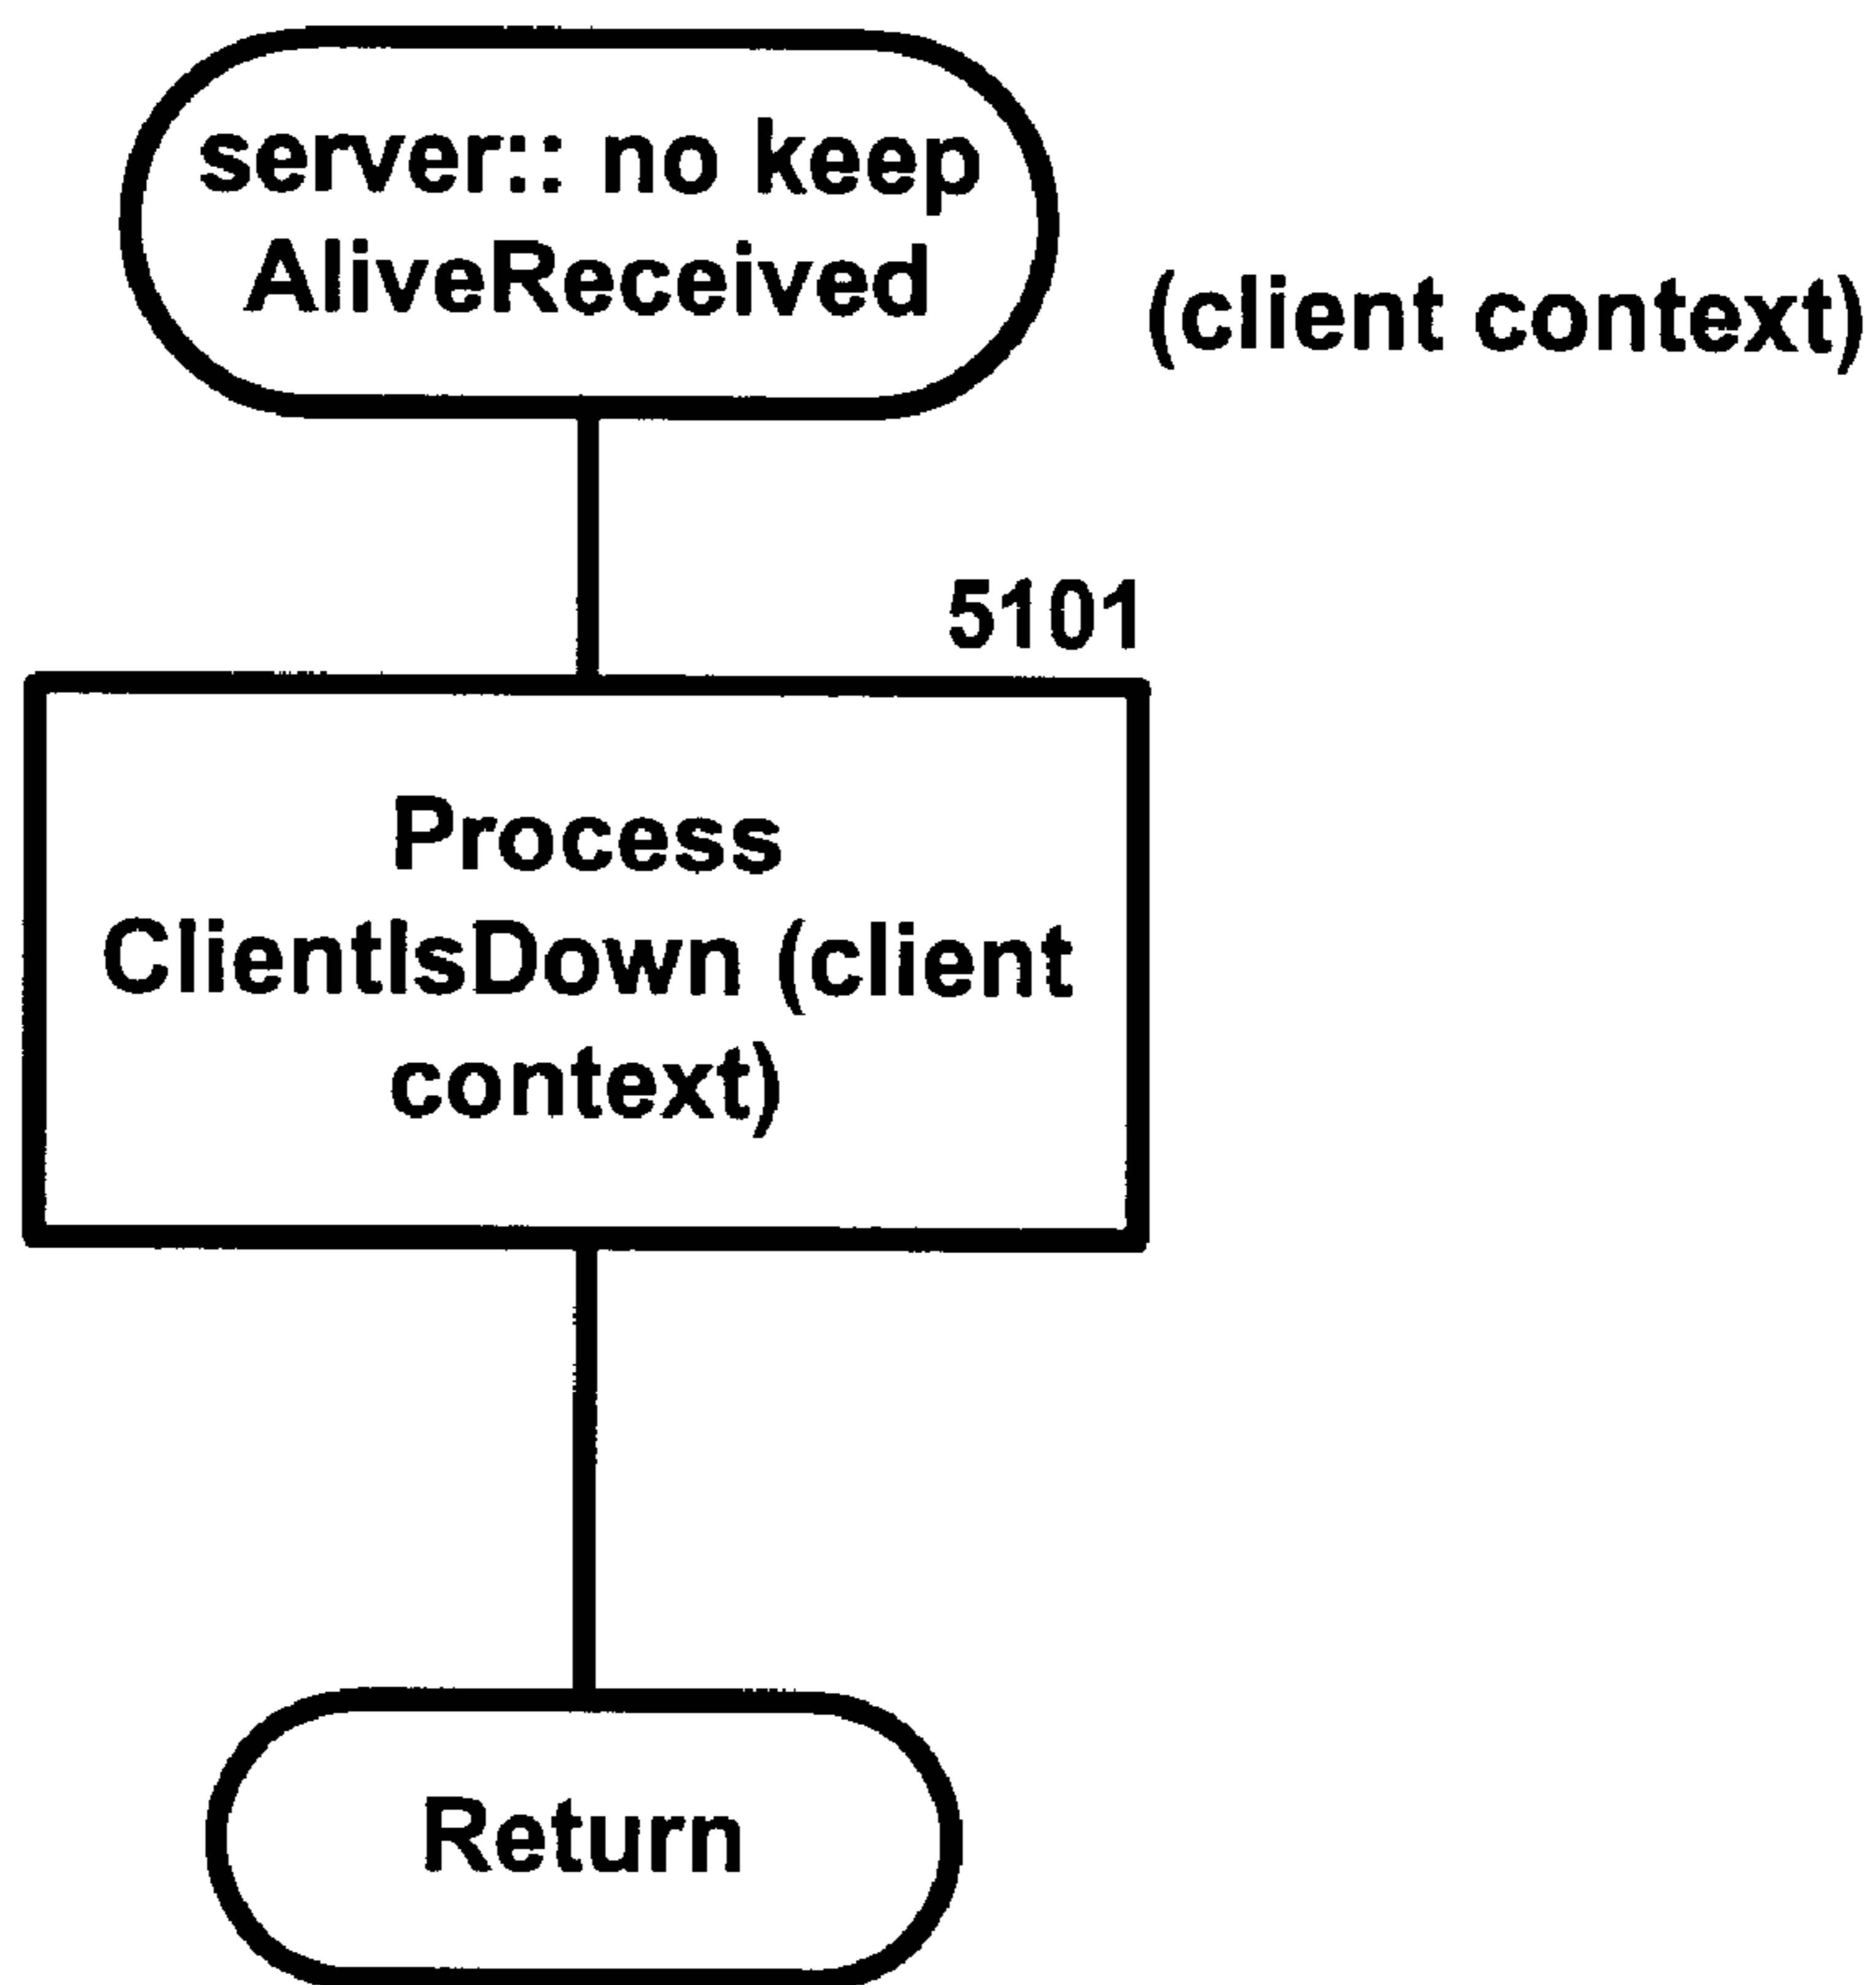 server:: no keep
AliveReceived
(client context)
5101
Process
ClientIsDown (client
context)
Return